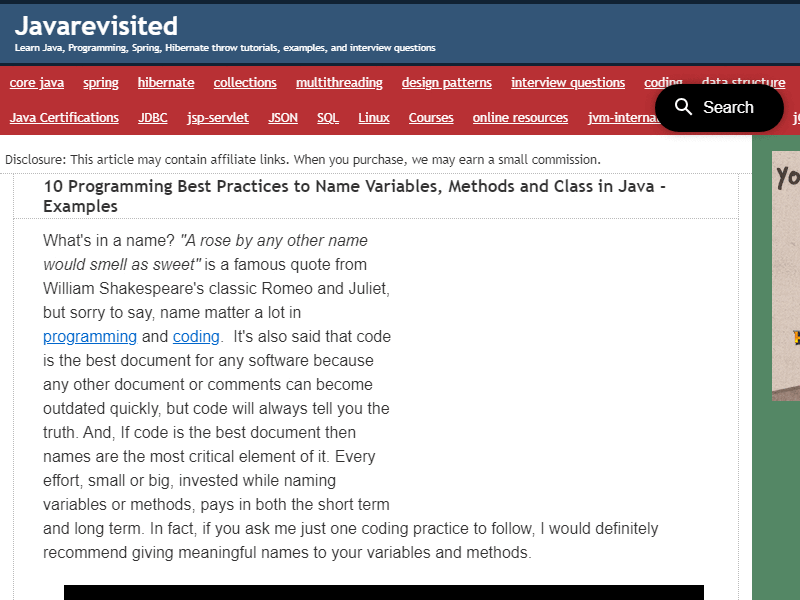 Javarevisited
Learn Java, Programming, Spring, Hibernate throw tutorials, examples, and interview questions
core java spring hibernate collections multithreading design patterns interview questions coding data structure
Java Certifications JDBC jsp-servlet JSON SQL Linux Courses online resources jvm-interna
Search
Disclosure: This article may contain affiliate links. When you purchase, we may earn a small commission.
10 Programming Best Practices to Name Variables, Methods and Class in Java -
Examples
What's in a name? "A rose by any other name
would smell as sweet" is a famous quote from
William Shakespeare's classic Romeo and Juliet,
but sorry to say, name matter a lot in
programming and coding.  It's also said that code
is the best document for any software because
any other document or comments can become
outdated quickly, but code will always tell you the
truth. And, If code is the best document then
names are the most critical element of it. Every
effort, small or big, invested while naming
variables or methods, pays in both the short term
and long term. In fact, if you ask me just one coding practice to follow, I would definitely
recommend giving meaningful names to your variables and methods.